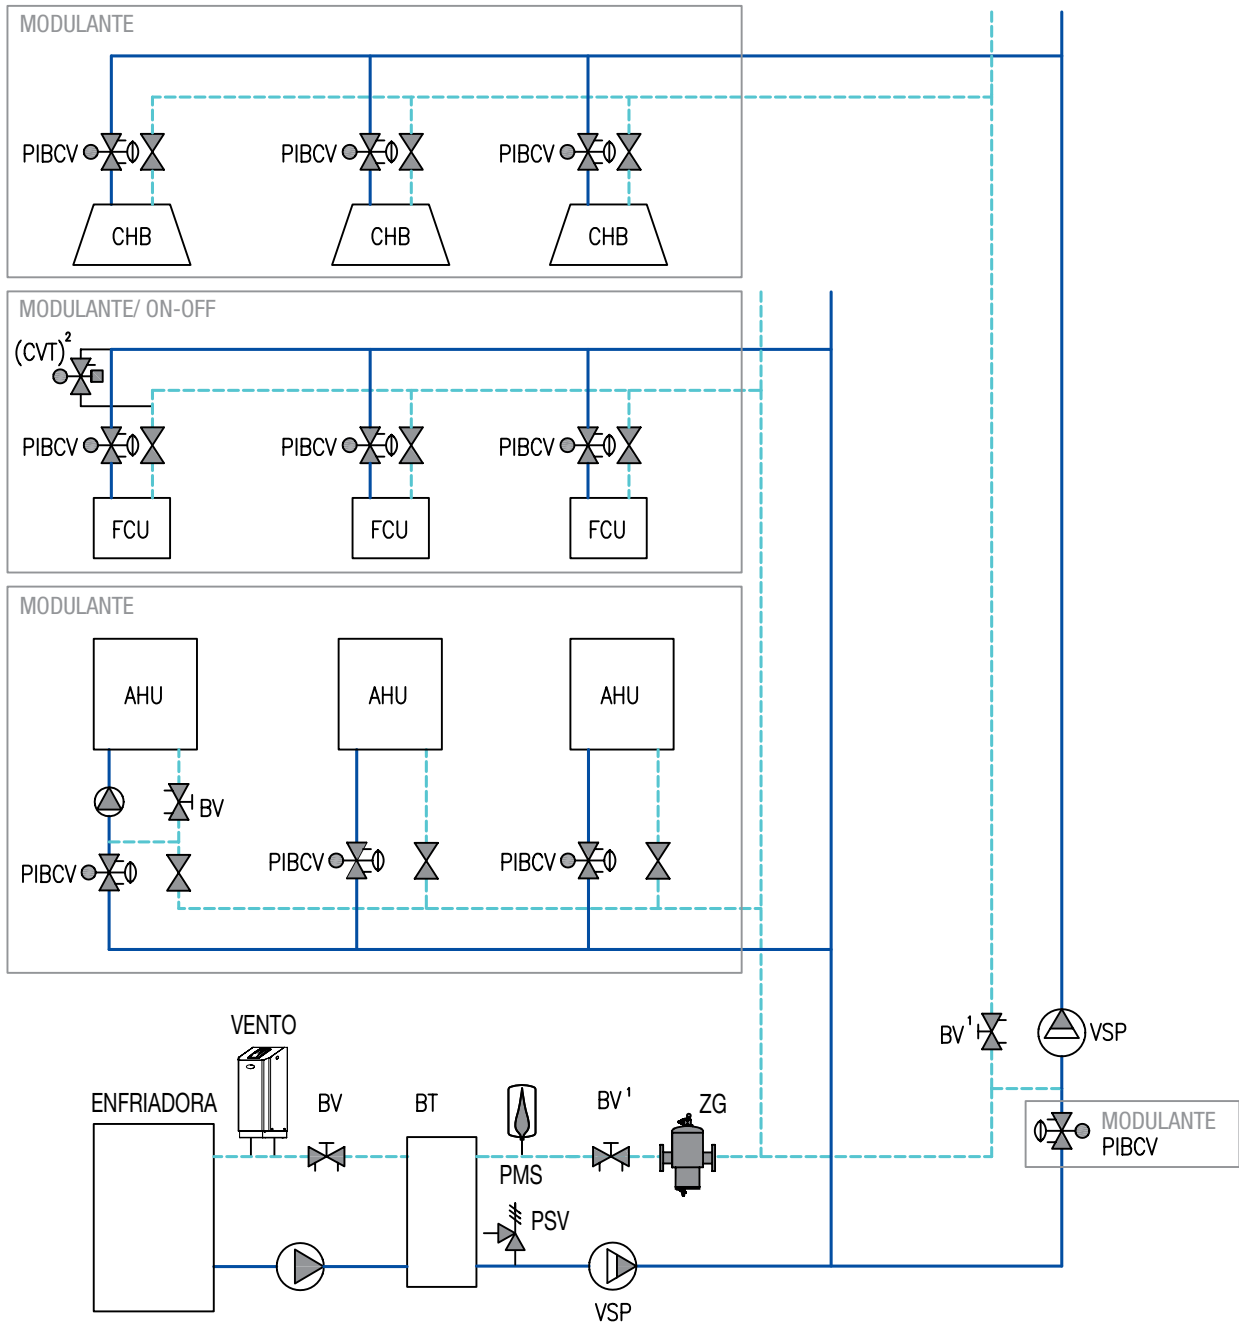 MODULANTE
PIBCV
PIBCV
PIBCV
CHB
CHB
CHB
MODULANTE/ ON-OFF
(CVT)²
PIBCV
PIBCV
PIBCV
FCU
FCU
FCU
MODULANTE
AHU
AHU
AHU
BV
PIBCV
PIBCV
PIBCV
BV¹
VSP
MODULANTE
PIBCV
VENTO
ENFRIADORA
BV
BT
BV¹
ZG
PMS
PSV
VSP